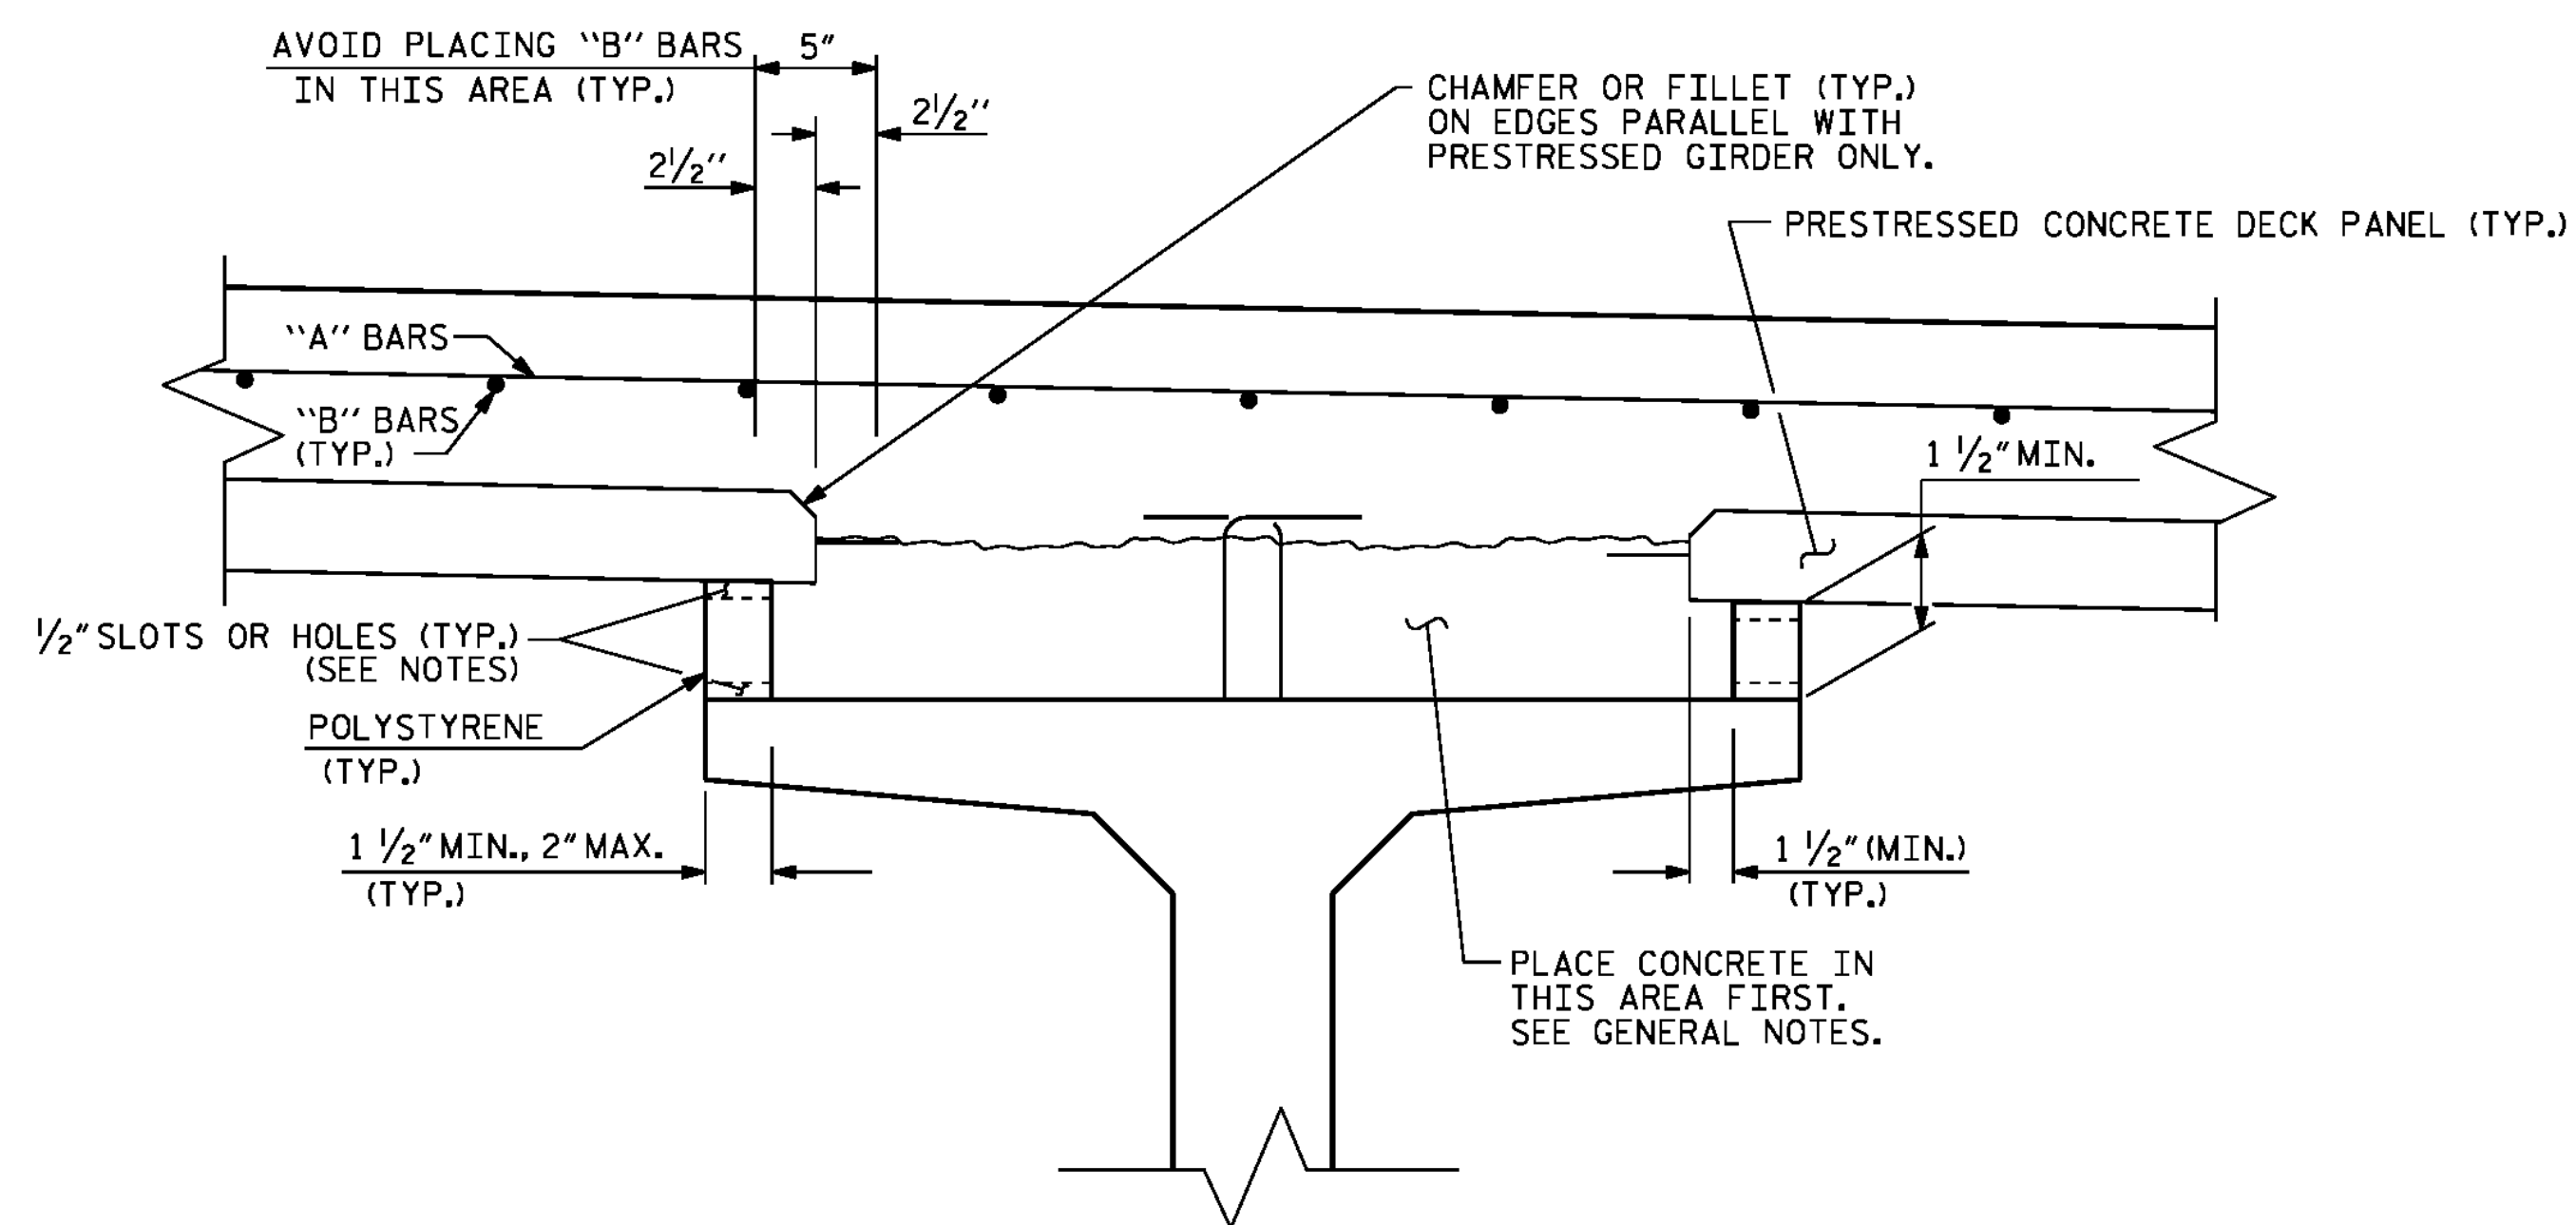 AVOID PLACING "B" BARS
IN THIS AREA (TYP.)
5"
2½"
2½"
CHAMFER OR FILLET (TYP.)
ON EDGES PARALLEL WITH
PRESTRESSED GIRDER ONLY.
PRESTRESSED CONCRETE DECK PANEL (TYP.)
"A" BARS
"B" BARS
(TYP.)
1 ½" MIN.
½" SLOTS OR HOLES (TYP.)
(SEE NOTES)
POLYSTYRENE
(TYP.)
1 ½" MIN., 2" MAX.
(TYP.)
1 ½" (MIN.)
(TYP.)
PLACE CONCRETE IN
THIS AREA FIRST.
SEE GENERAL NOTES.